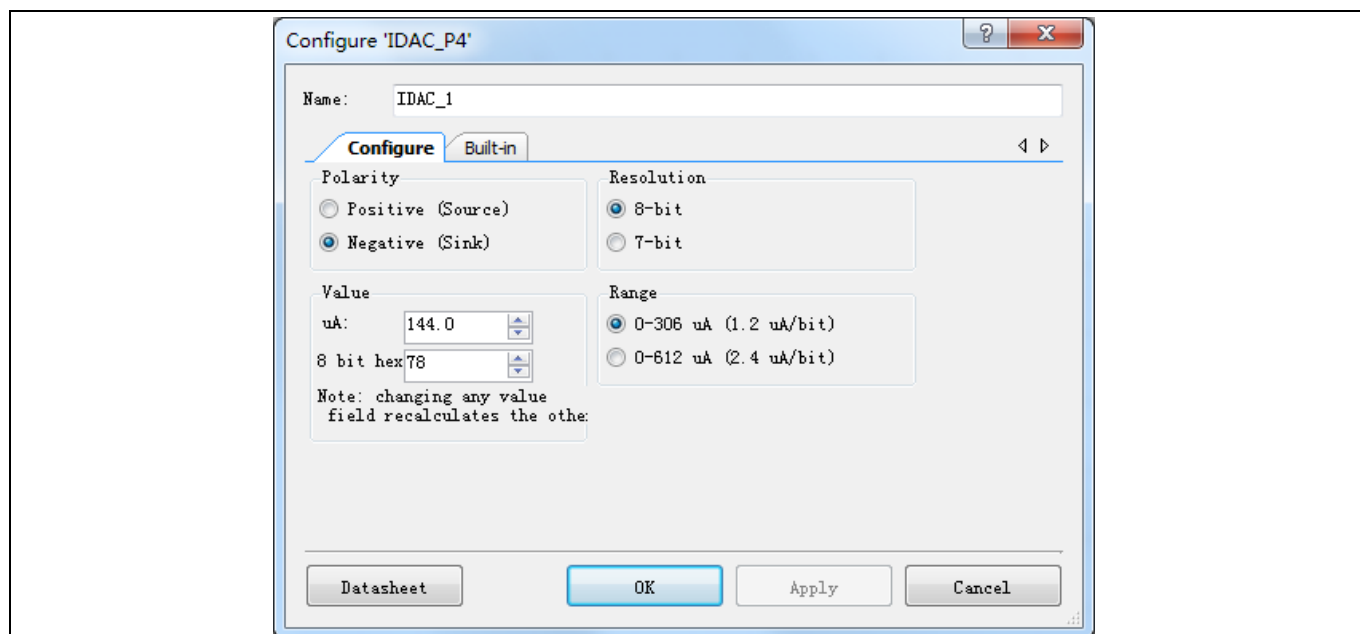 Configure 'IDAC_P4'
Name: IDAC_1
Configure Built-in
Polarity
Positive (Source)
Negative (Sink)
Resolution
8-bit
7-bit
Value
uA: 144.0
8 bit hex 78
Note: changing any value
field recalculates the othe
Range
0-306 uA (1.2 uA/bit)
0-612 uA (2.4 uA/bit)
Datasheet OK Apply Cancel